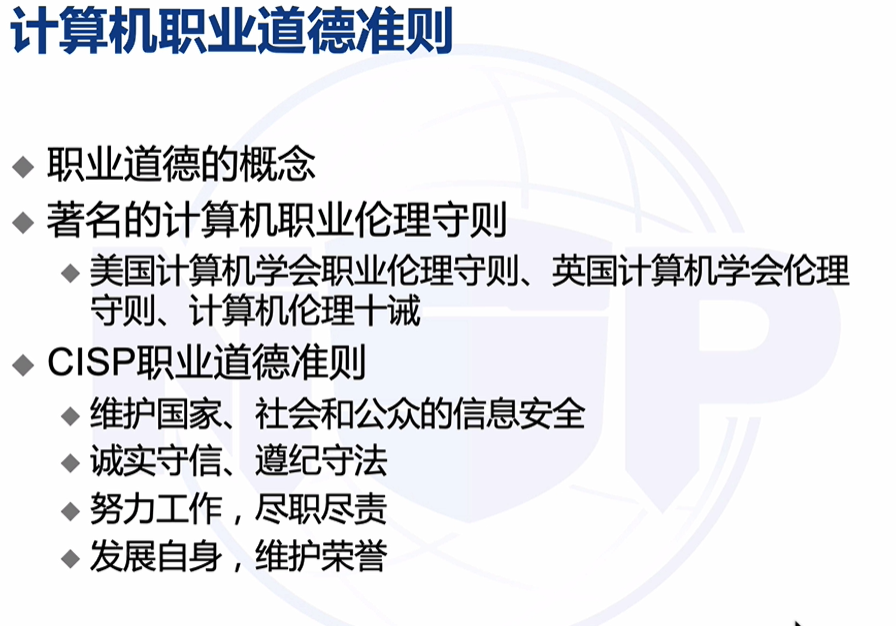 计算机职业道德准则
职业道德的概念
著名的计算机职业伦理守则
美国计算机学会职业伦理守则、英国计算机学会伦理
守则、计算机伦理十诫
CISP职业道德准则
维护国家、社会和公众的信息安全
诚实守信、遵纪守法
努力工作，尽职尽责
发展自身，维护荣誉